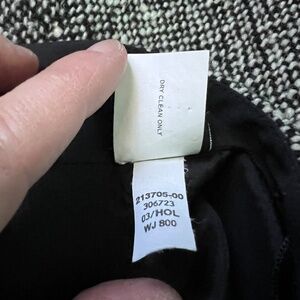 DRY CLEAN ONLY
213705-00
306723
03/HOL
WJ 800